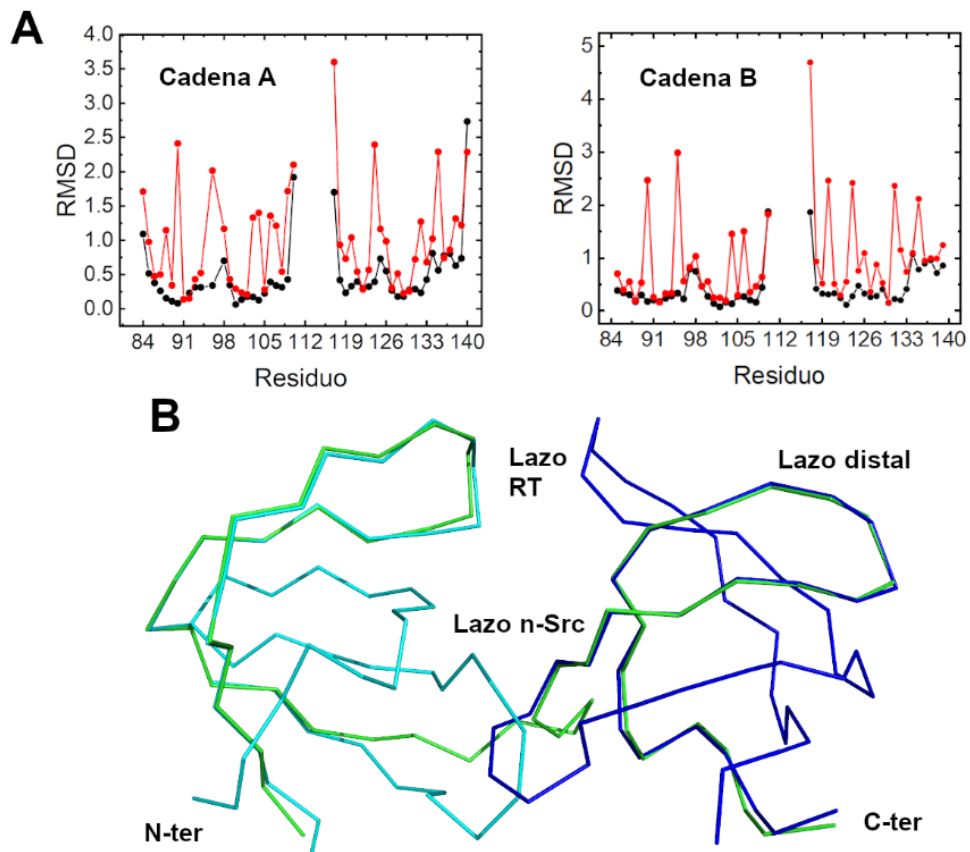 A
Cadena A
RMSD
4.0
3.5
3.0
2.5
2.0
1.5
1.0
0.5
0.0
84 91 98 105 112 119 126 133 140
Residuo
Cadena B
RMSD
5
4
3
2
1
0
84 91 98 105 112 119 126 133 140
Residuo
B
Lazo
RT
Lazo distal
Lazo n-Src
N-ter
C-ter